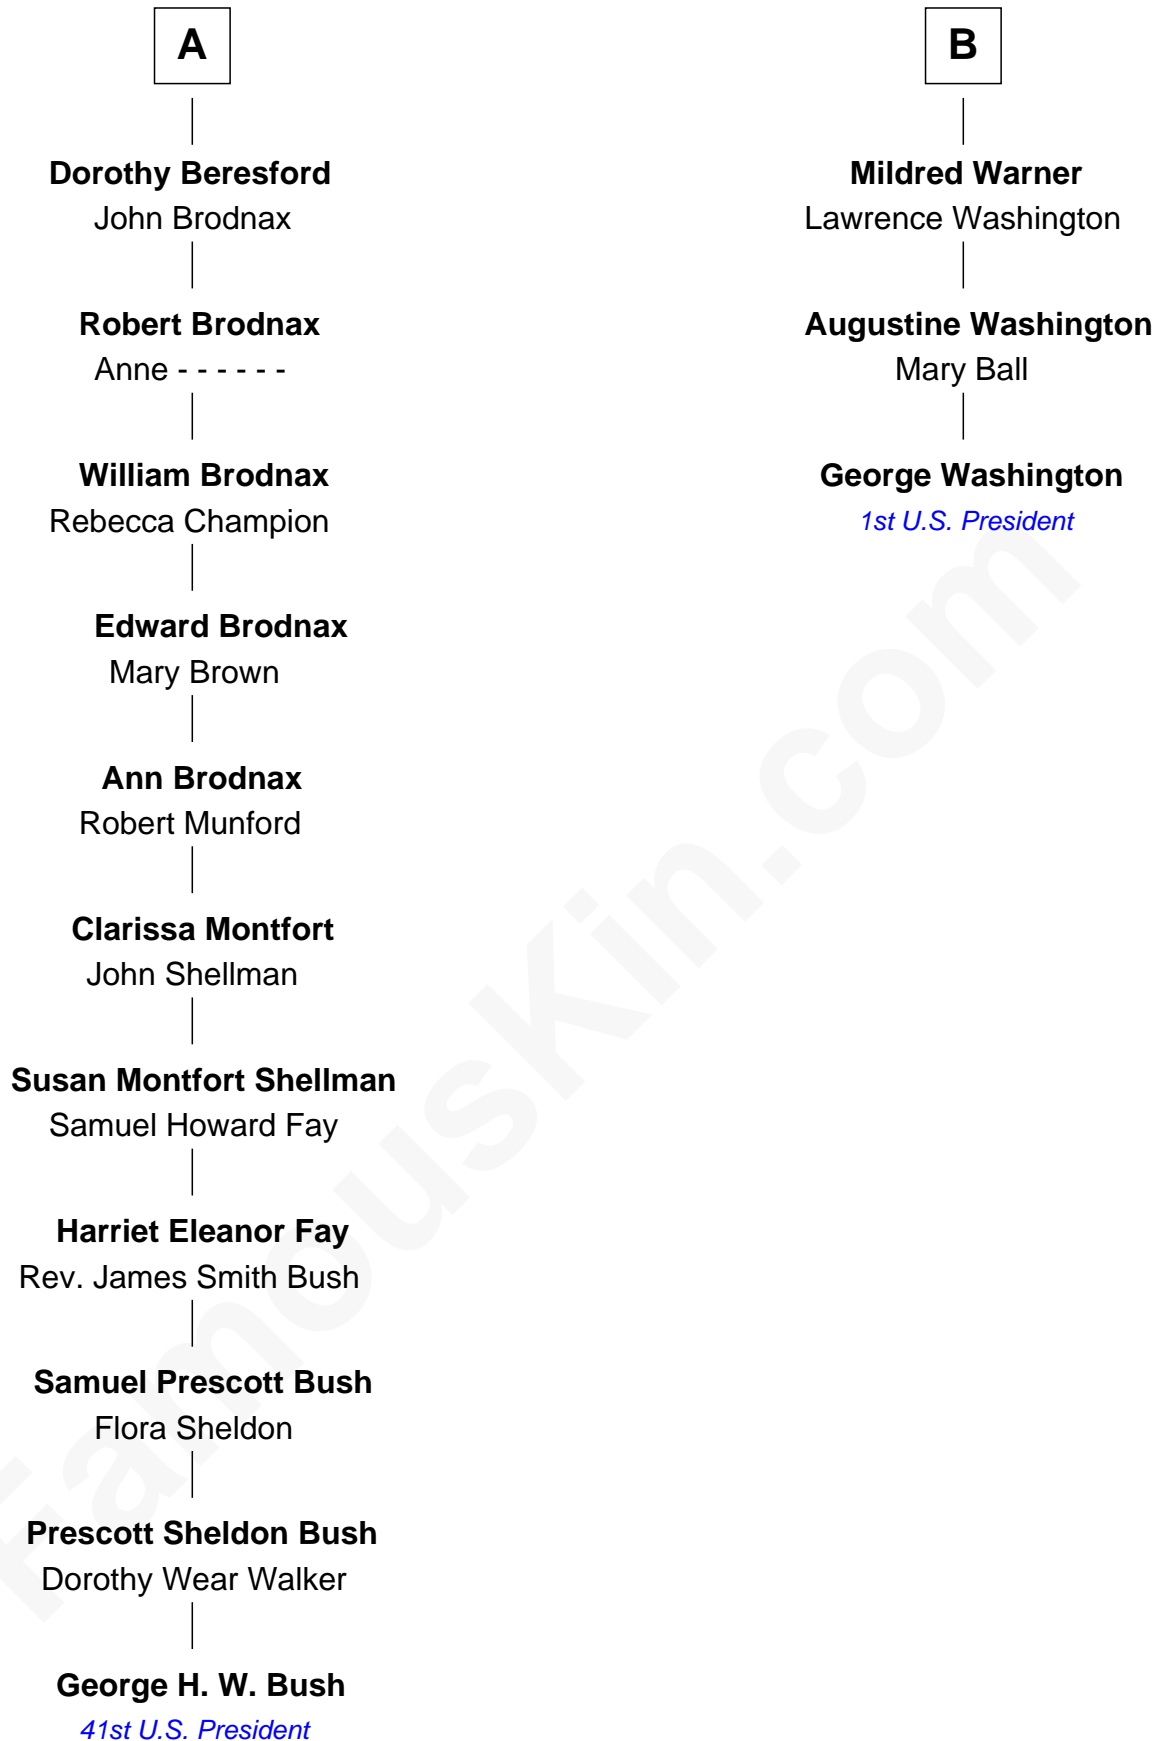 A
Dorothy Beresford
John Brodnax
Robert Brodnax
Anne - - - - - -
William Brodnax
Rebecca Champion
Edward Brodnax
Mary Brown
Ann Brodnax
Robert Munford
Clarissa Montfort
John Shellman
Susan Montfort Shellman
Samuel Howard Fay
Harriet Eleanor Fay
Rev. James Smith Bush
Samuel Prescott Bush
Flora Sheldon
Prescott Sheldon Bush
Dorothy Wear Walker
George H. W. Bush
41st U.S. President
B
Mildred Warner
Lawrence Washington
Augustine Washington
Mary Ball
George Washington
1st U.S. President
FamousKin.com